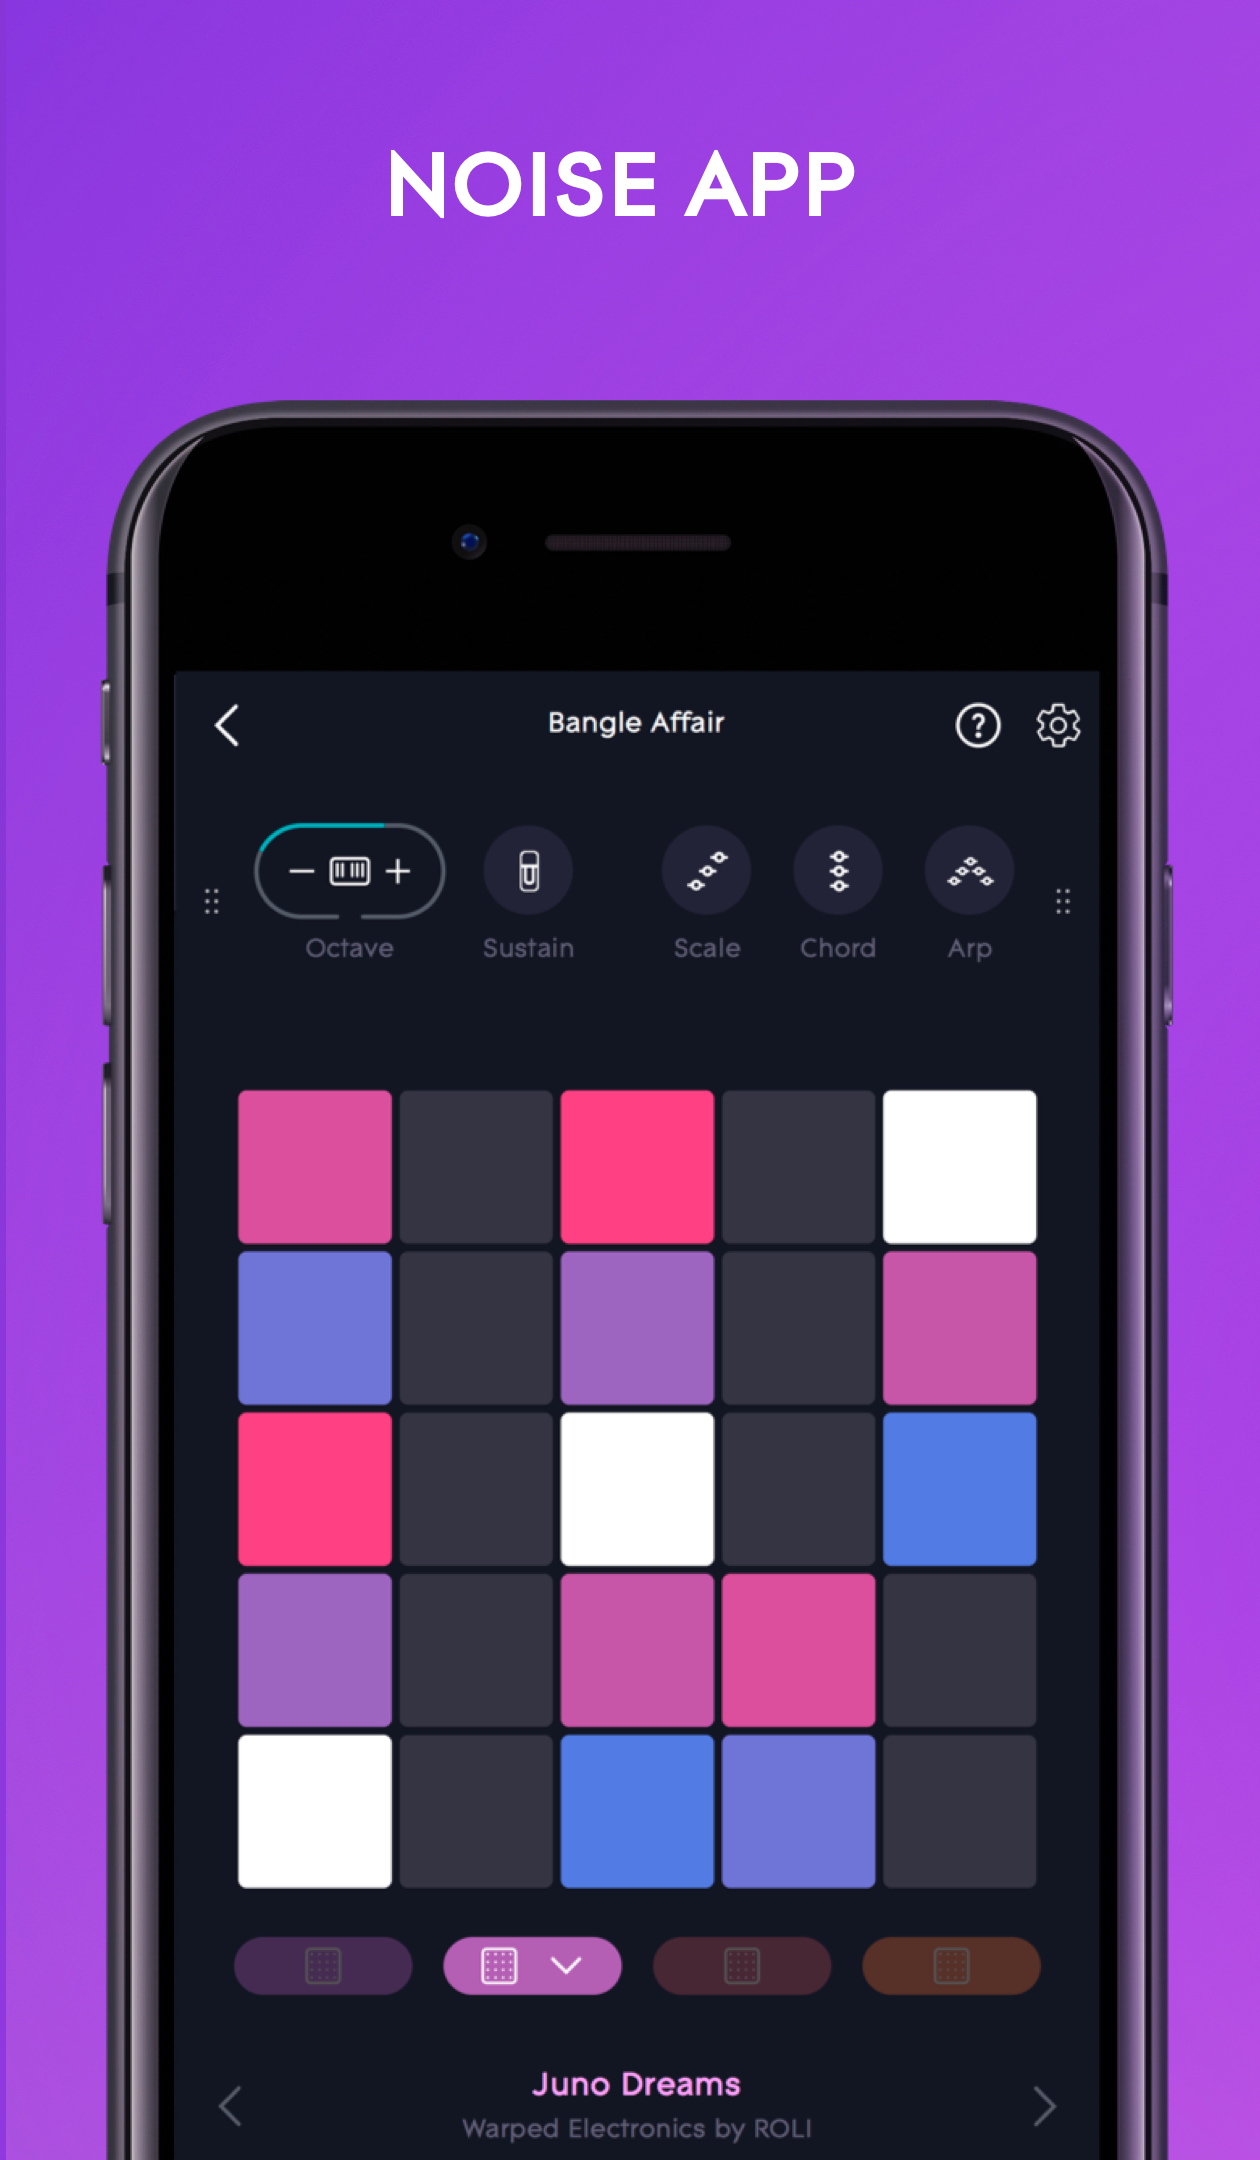 NOISE APP
Bangle Affair
?
Octave
Sustain
Scale
Chord
Arp
Juno Dreams
Warped Electronics by ROLI